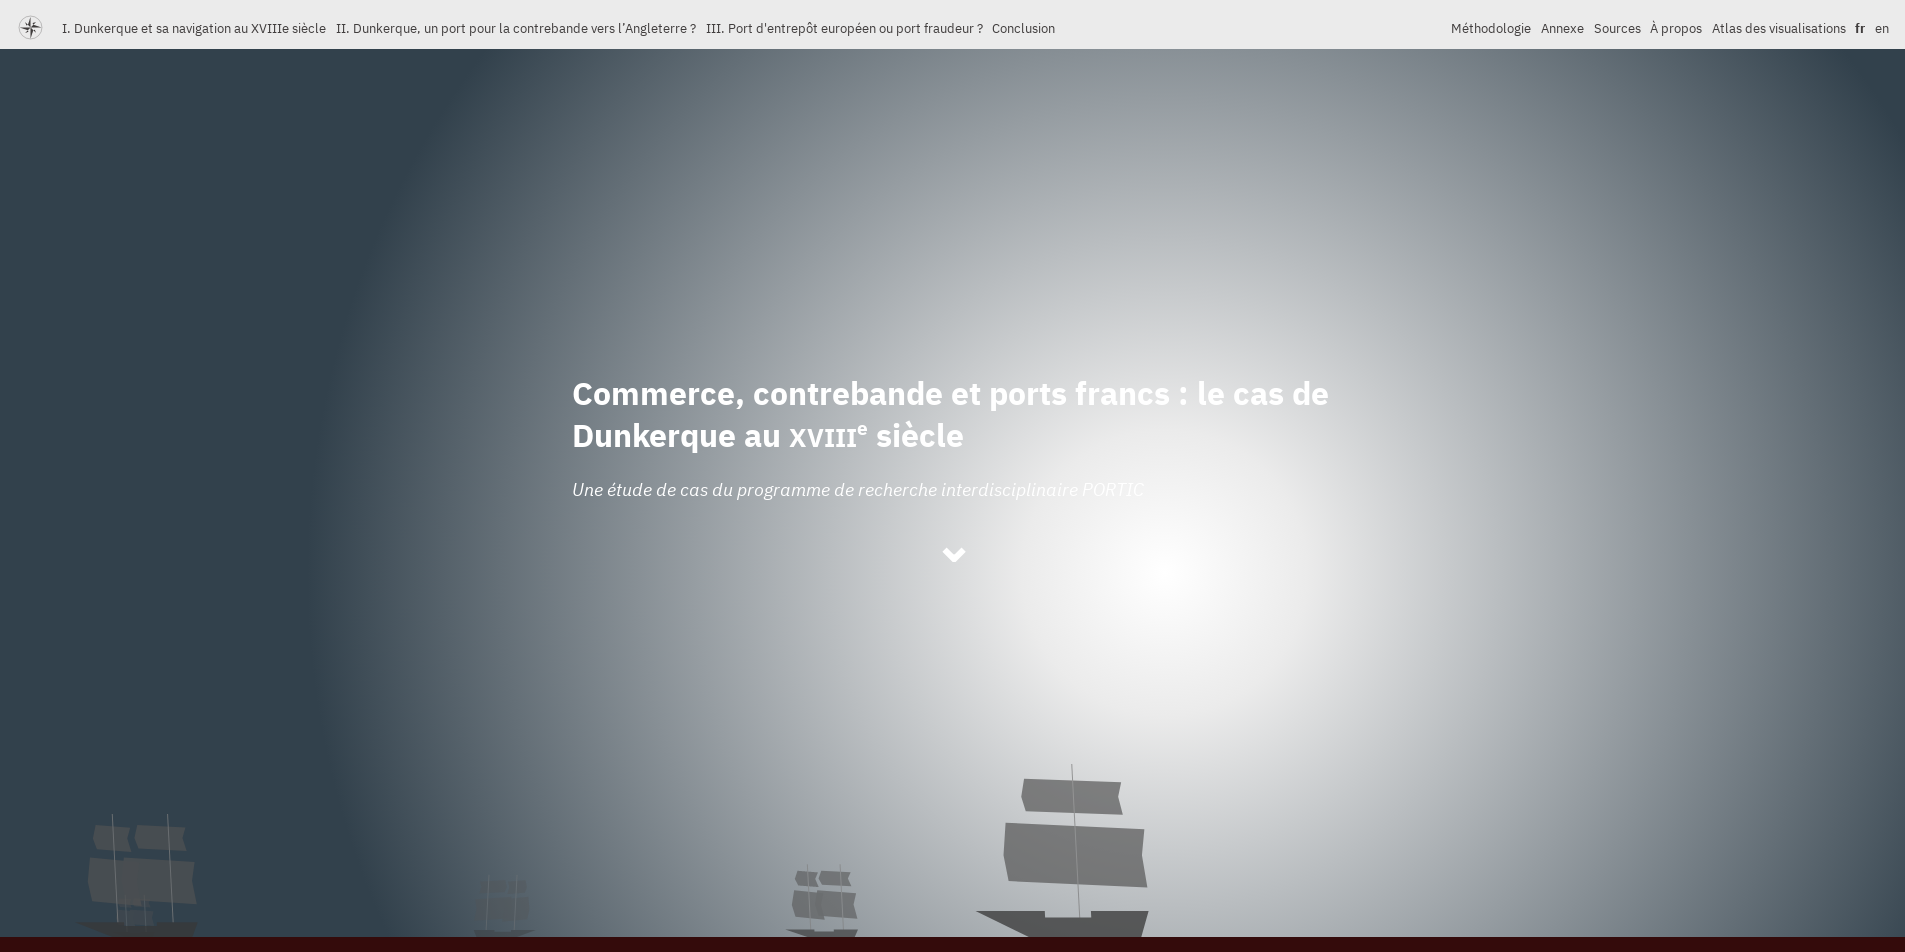 I. Dunkerque et sa navigation au XVIIIe siècle II. Dunkerque, un port pour la contrebande vers l’Angleterre ? III. Port d'entrepôt européen ou port fraudeur ? Conclusion Méthodologie Annexe Sources À propos Atlas des visualisations fr en
Commerce, contrebande et ports francs : le cas de
Dunkerque au XVIIIe siècle
Une étude de cas du programme de recherche interdisciplinaire PORTIC